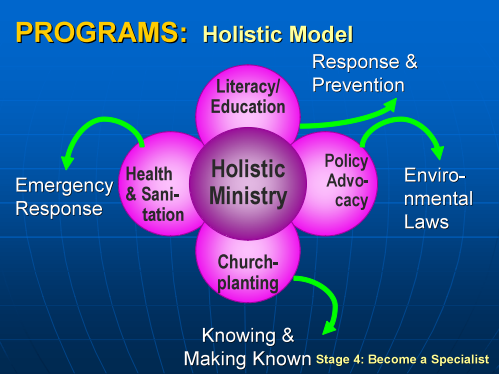 PROGRAMS: Holistic Model
Response &
Prevention
Literacy/
Education
Emergency
Response
Health
& Sani-
tation
Holistic
Ministry
Policy
Advo-
cacy
Enviro-
nmental
Laws
Church-
planting
Knowing &
Making Known
Stage 4: Become a Specialist